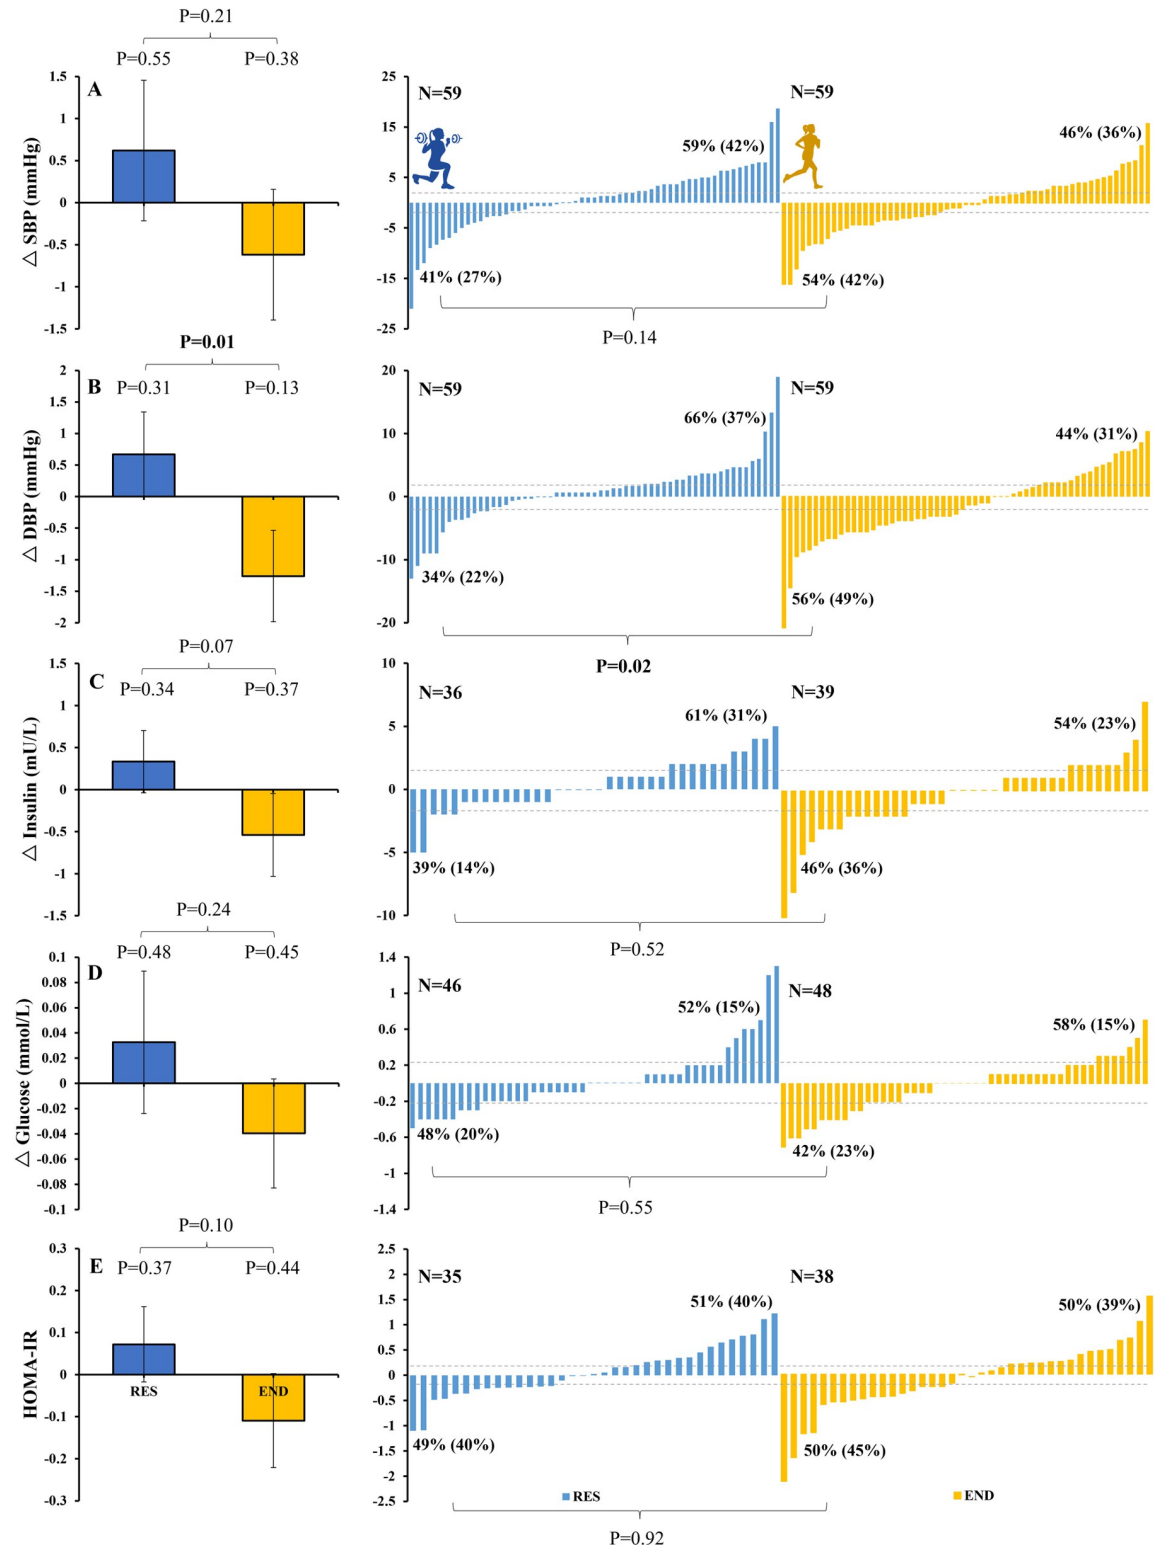 P=0.21
P=0.55 P=0.38
A
△ SBP (mmHg)
1.5
1
0.5
0
-0.5
-1
-1.5
25
15
5
-5
-15
-25
N=59
59% (42%)
41% (27%)
N=59
46% (36%)
54% (42%)
P=0.14
P=0.01
P=0.31 P=0.13
B
△ DBP (mmHg)
2
1.5
1
0.5
0
-0.5
-1
-1.5
-2
20
10
0
-10
-20
N=59
66% (37%)
34% (22%)
N=59
44% (31%)
56% (49%)
P=0.02
P=0.07
P=0.34 P=0.37
C
△ Insulin (mU/L)
1.5
1
0.5
0
-0.5
-1
-1.5
10
5
0
-5
-10
N=36
61% (31%)
39% (14%)
N=39
54% (23%)
46% (36%)
P=0.52
P=0.24
P=0.48 P=0.45
D
△ Glucose (mmol/L)
0.1
0.08
0.06
0.04
0.02
0
-0.02
-0.04
-0.06
-0.08
-0.1
1.4
1
0.6
0.2
-0.2
-0.6
-1
-1.4
N=46
52% (15%)
48% (20%)
N=48
58% (15%)
42% (23%)
P=0.55
P=0.10
P=0.37 P=0.44
E
HOMA-IR
0.3
0.2
0.1
0
-0.1
-0.2
-0.3
RES END
2.5
2
1.5
1
0.5
0
-0.5
-1
-1.5
-2
-2.5
N=35
51% (40%)
49% (40%)
N=38
50% (39%)
50% (45%)
RES END
P=0.92